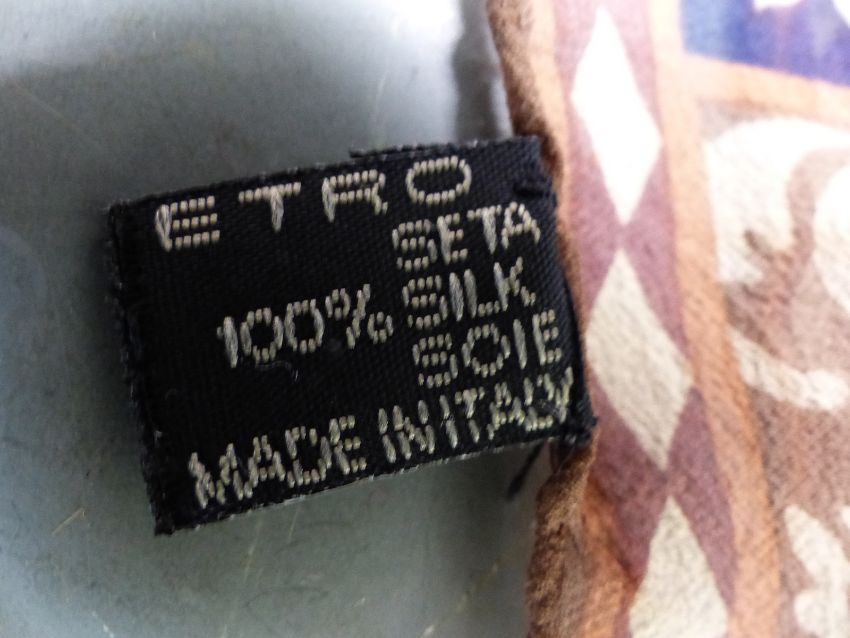 ETRO
SETA
100% SILK
SOIE
MADE IN ITALY